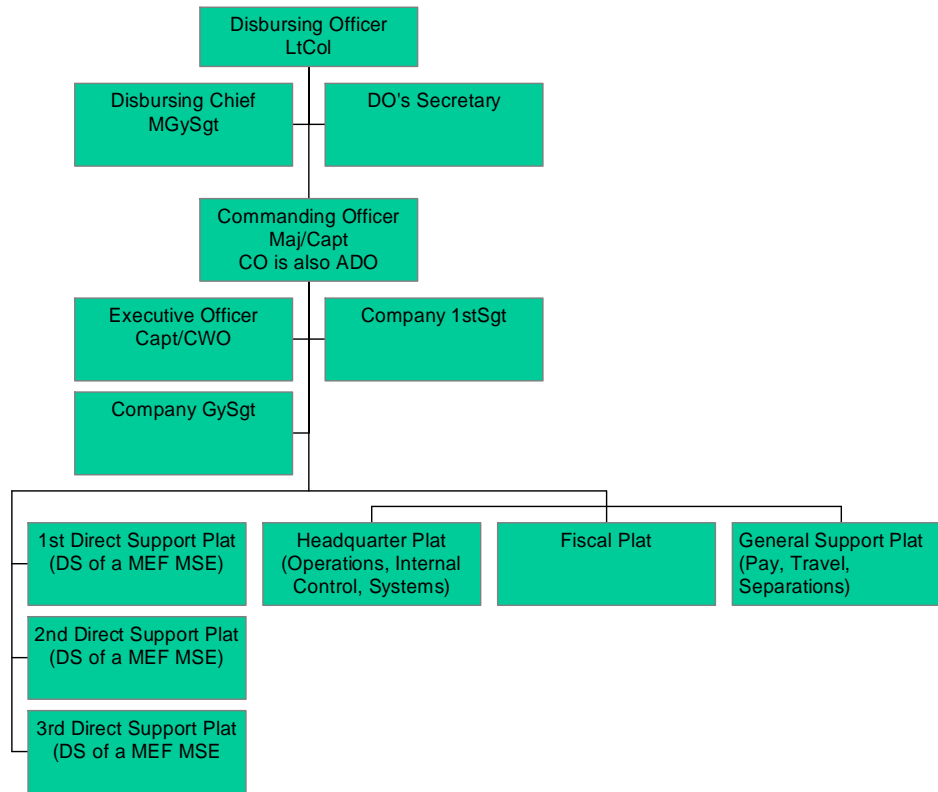 Disbursing Officer
LtCol
Disbursing Chief
MGySgt
DO's Secretary
Commanding Officer
Maj/Capt
CO is also ADO
Executive Officer
Capt/CWO
Company 1stSgt
Company GySgt
1st Direct Support Plat
(DS of a MEF MSE)
Headquarter Plat
(Operations, Internal
Control, Systems)
Fiscal Plat
General Support Plat
(Pay, Travel,
Separations)
2nd Direct Support Plat
(DS of a MEF MSE)
3rd Direct Support Plat
(DS of a MEF MSE